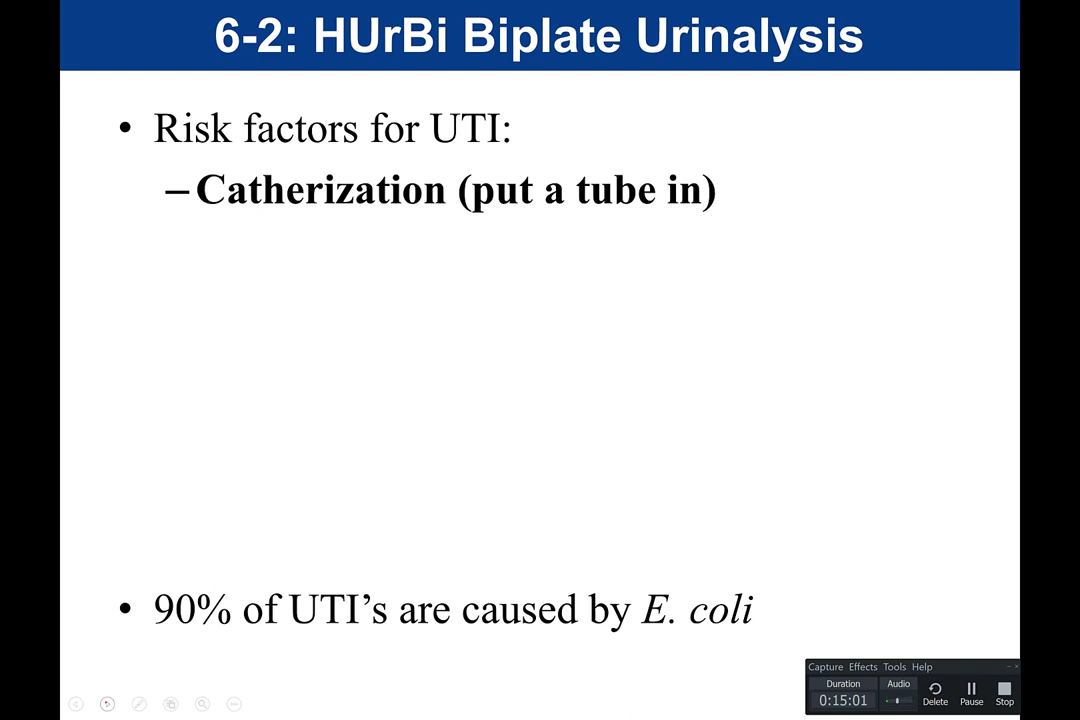 6-2: HUrBi Biplate Urinalysis
• Risk factors for UTI:
– Catherization (put a tube in)
• 90% of UTI’s are caused by E. coli
Capture Effects Tools Help
Duration Audio
0:15:01 Delete Pause Stop